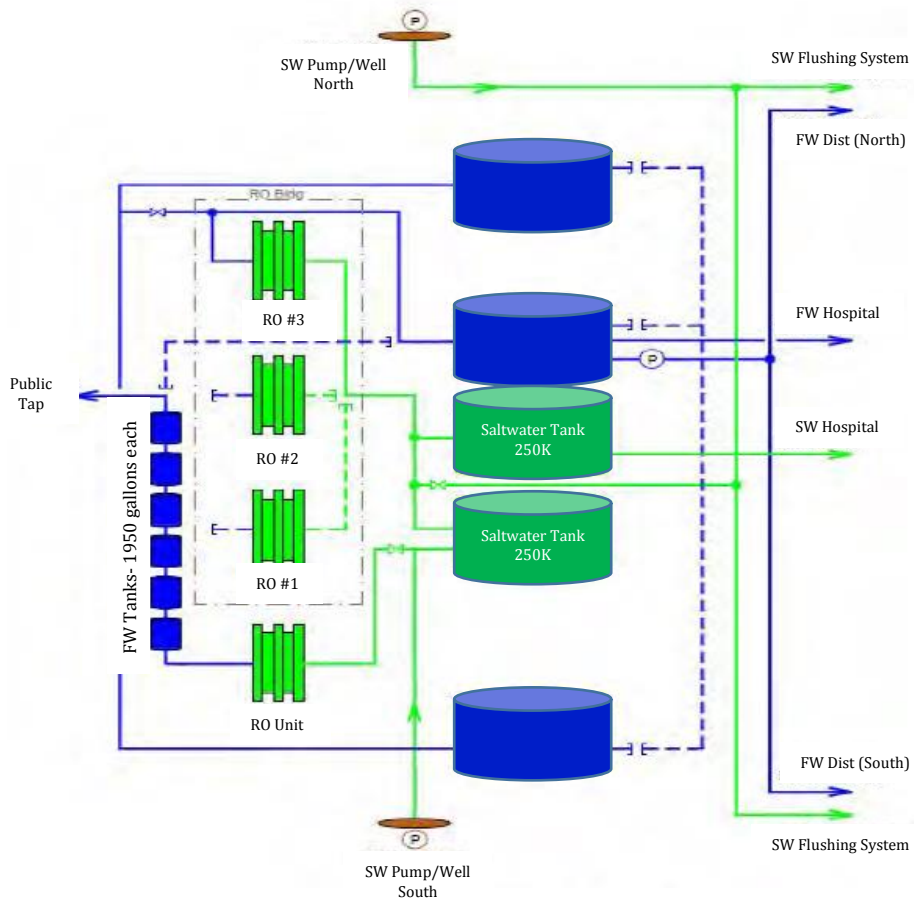 P
SW Pump/Well
North
SW Flushing System
FW Dist (North)
RO Bldg
RO #3
FW Hospital
P
Public
Tap
RO #2
Saltwater Tank
250K
SW Hospital
FW Tanks- 1950 gallons each
Saltwater Tank
250K
RO #1
RO Unit
FW Dist (South)
P
SW Pump/Well
South
SW Flushing System